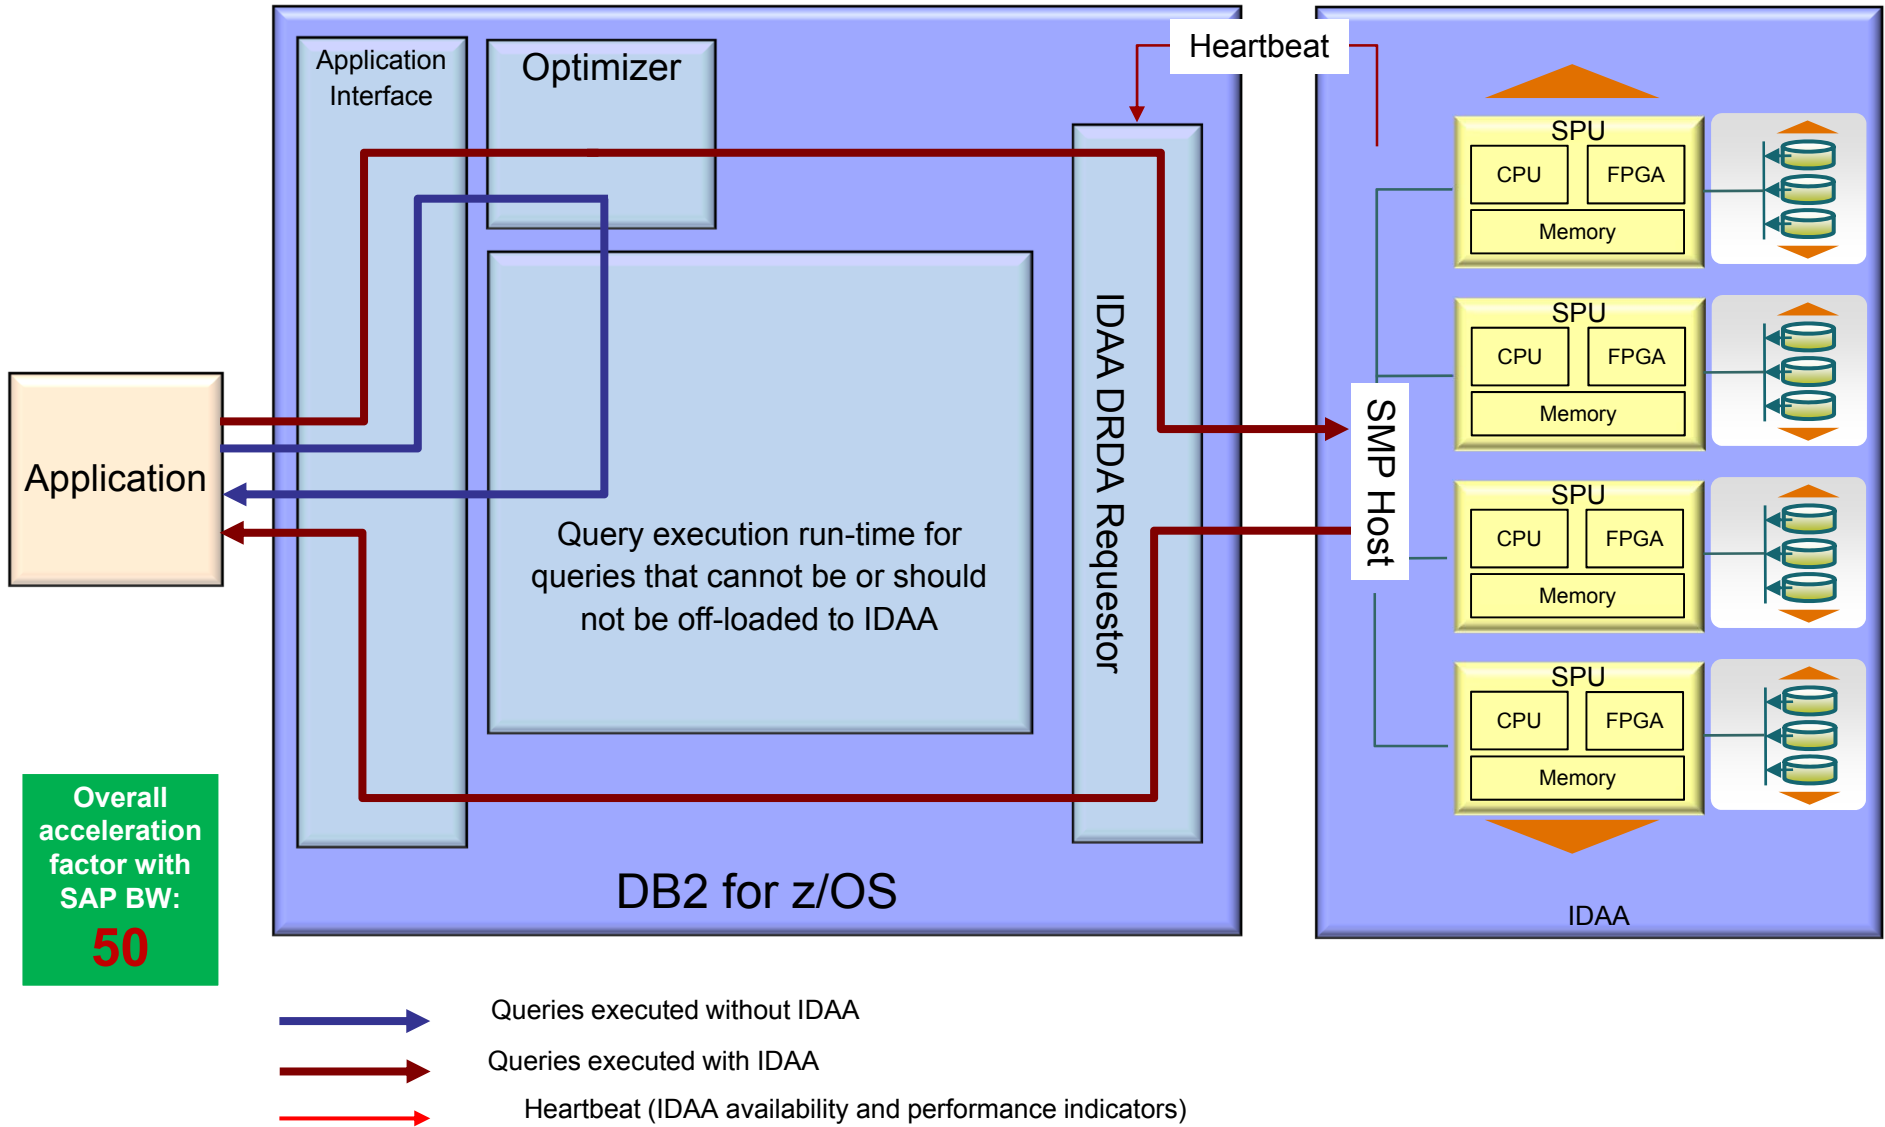 Application
Interface
Optimizer
Heartbeat
Application
Query execution run-time for
queries that cannot be or should
not be off-loaded to IDAA
IDAA DRDA Requestor
SMP Host
SPU
CPU
FPGA
Memory
SPU
CPU
FPGA
Memory
SPU
CPU
FPGA
Memory
SPU
CPU
FPGA
Memory
DB2 for z/OS
IDAA
Overall
acceleration
factor with
SAP BW:
50
Queries executed without IDAA
Queries executed with IDAA
Heartbeat (IDAA availability and performance indicators)